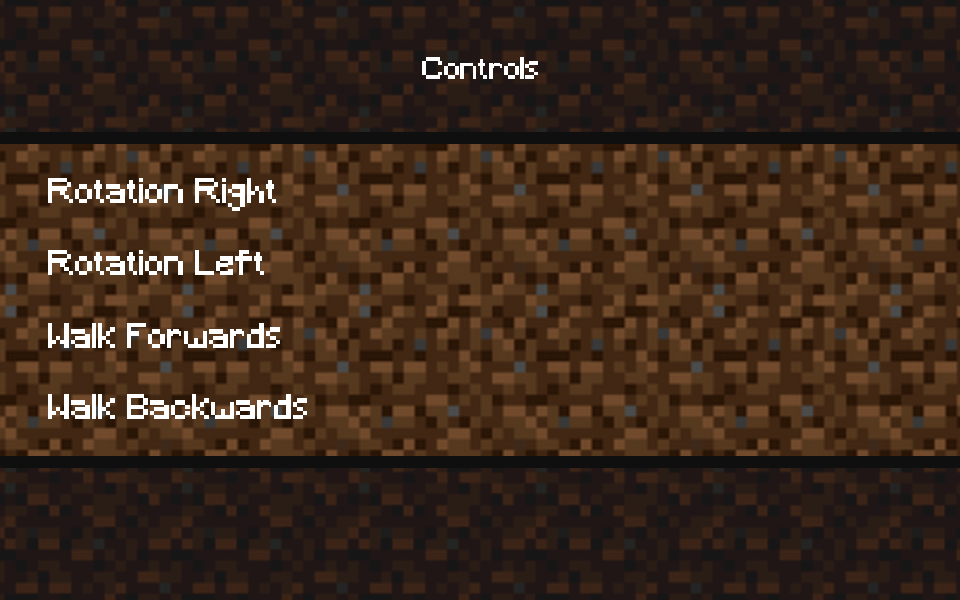 Controls
Rotation Right
Rotation Left
Walk Forwards
Walk Backwards